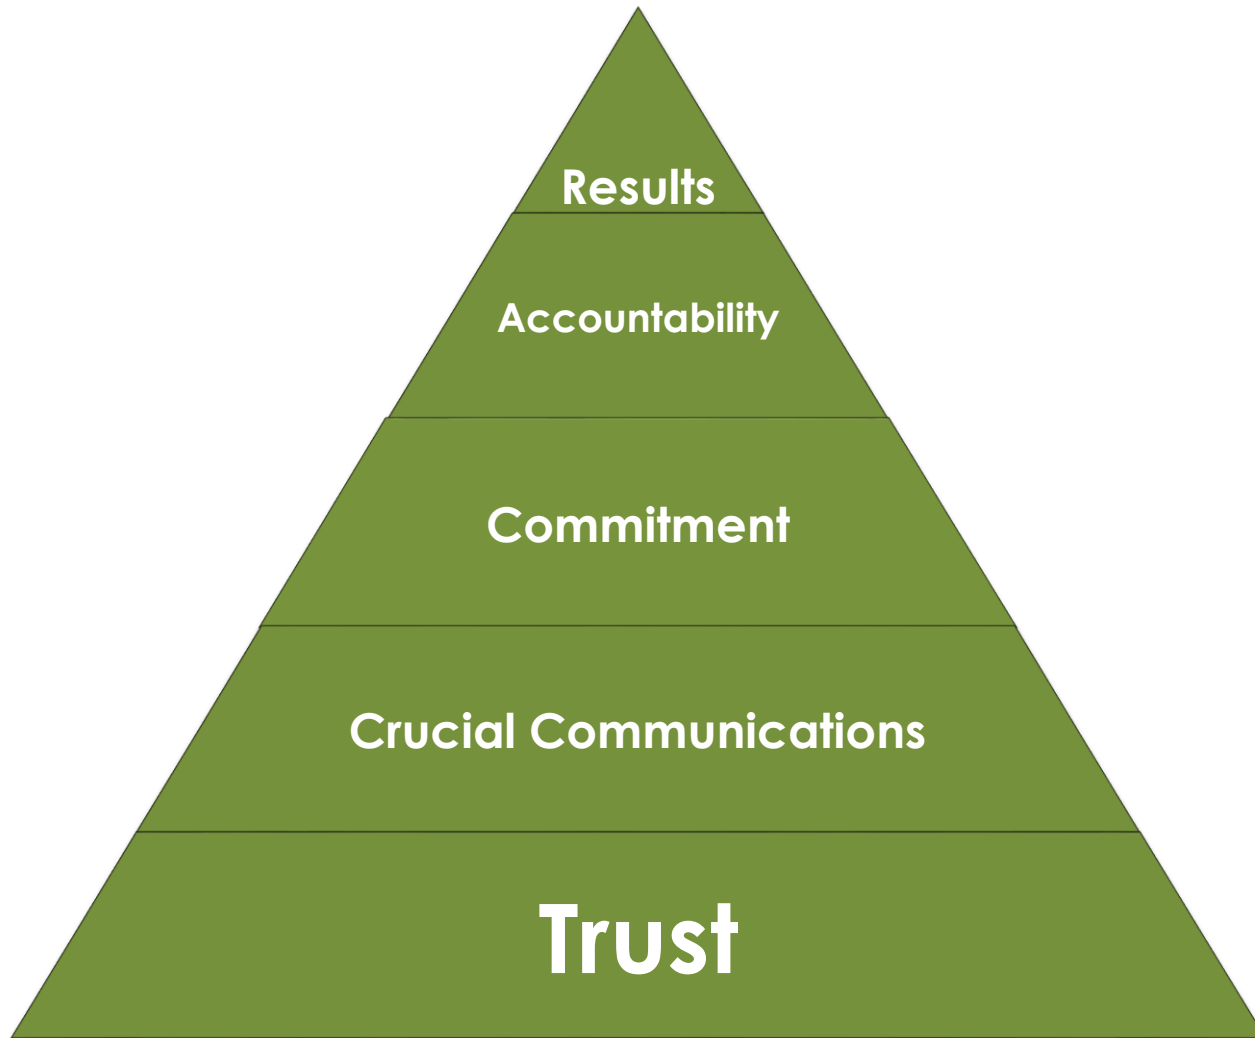 Results
Accountability
Commitment
Crucial Communications
Trust